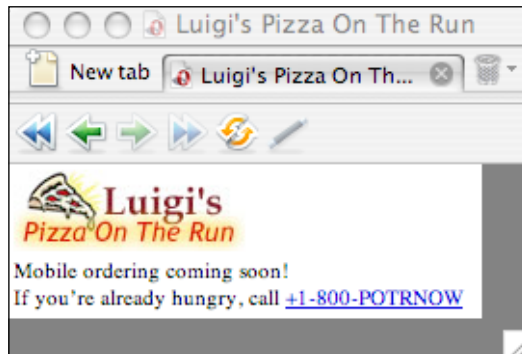 Luigi's Pizza On The Run
New tab
Luigi's Pizza On Th...
Luigi's
Pizza On The Run
Mobile ordering coming soon!
If you're already hungry, call +1-800-POTRNOW